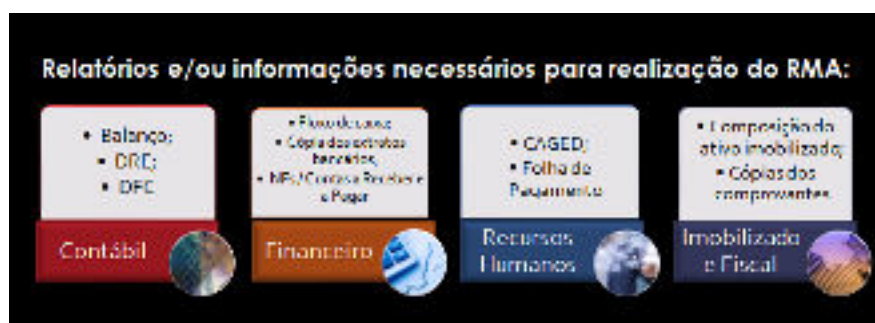 Relatórios e/ou informações necessários para realização do RMA:
• Balanço;
• DRE;
• DFC
Contábil
• Fluxo de caixa;
• Cópia dos extratos
bancários;
• NFs/Contas a Receber e
a Pagar
Financeiro
• CAGED;
• Folha de
Pagamento
Recursos
Humanos
• Composição do
ativo imobilizado;
• Cópias dos
comprovantes.
Imobilizado
e Fiscal